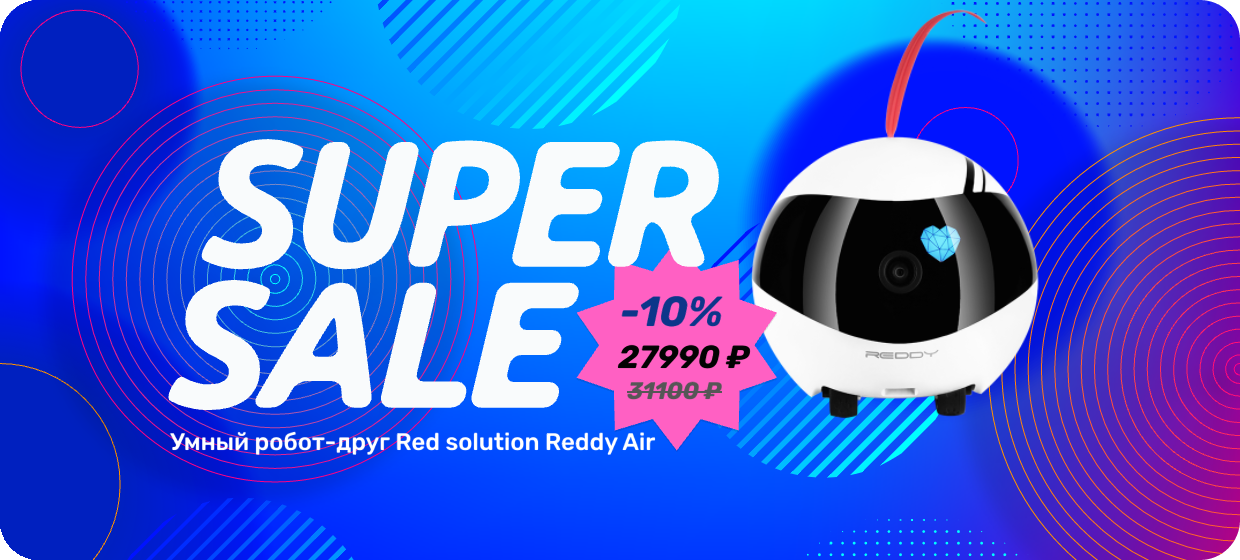 SUPER
SALE
-10%
27990 ₽
31100 ₽
Умный робот-друг Red solution Reddy Air
REDDY